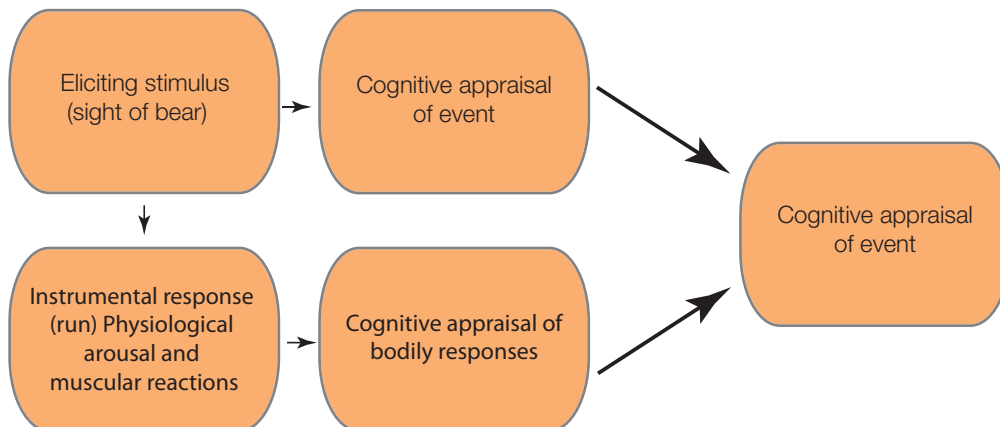 Eliciting stimulus
(sight of bear)
Cognitive appraisal
of event
Cognitive appraisal
of event
Instrumental response
(run) Physiological
arousal and
muscular reactions
Cognitive appraisal of
bodily responses